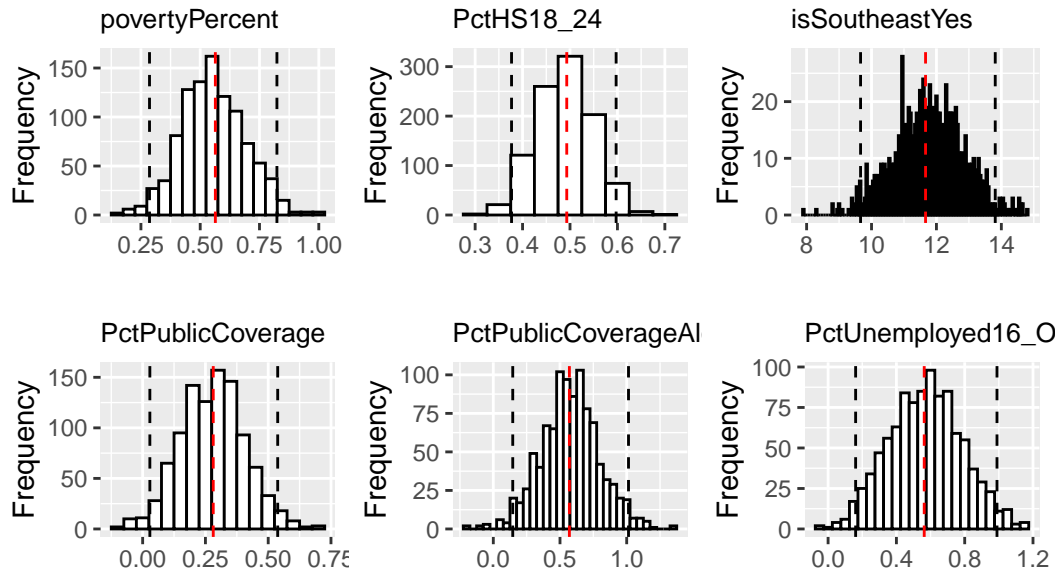 povertyPercent
Frequency
150
100
50
0
0.25 0.50 0.75 1.00
PctHS18_24
Frequency
300
200
100
0
0.3 0.4 0.5 0.6 0.7
isSoutheastYes
Frequency
20
10
0
8 10 12 14
PctPublicCoverage
Frequency
150
100
50
0
0.00 0.25 0.50 0.75
PctPublicCoverageAl
Frequency
100
75
50
25
0
0.0 0.5 1.0
PctUnemployed16_O
Frequency
100
75
50
25
0
0.0 0.4 0.8 1.2